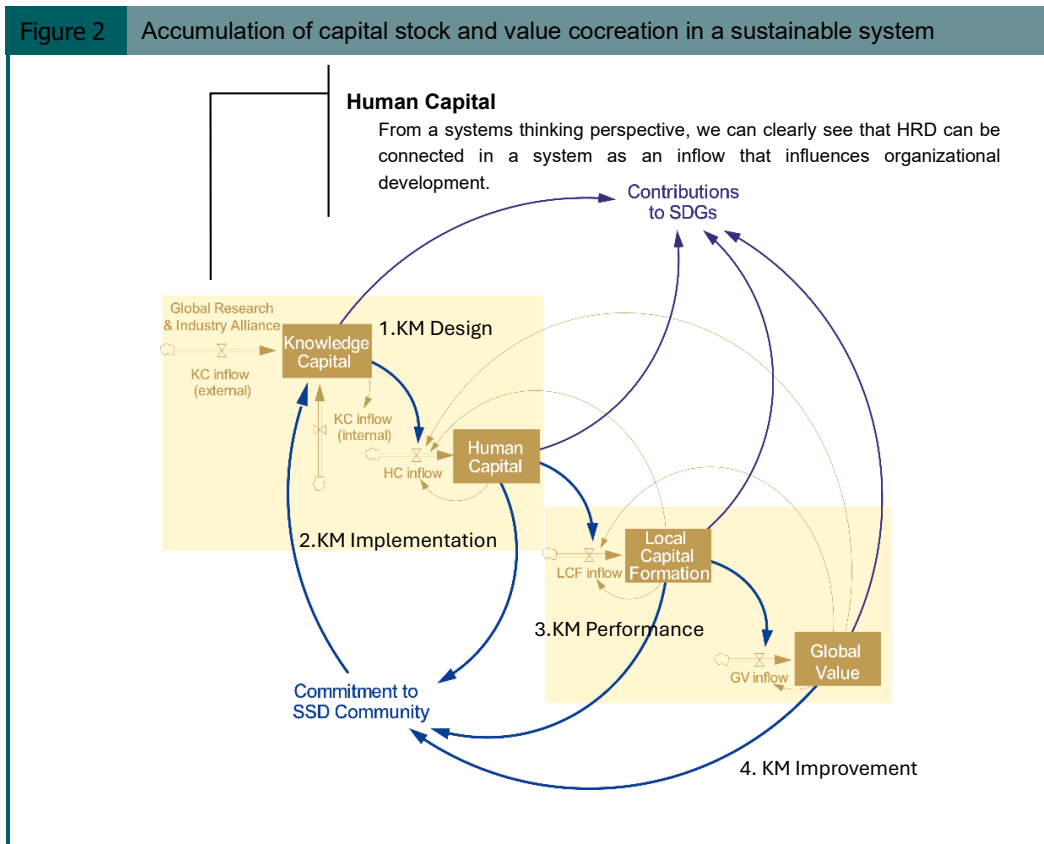 Figure 2
Accumulation of capital stock and value cocreation in a sustainable system
Human Capital
From a systems thinking perspective, we can clearly see that HRD can be
connected in a system as an inflow that influences organizational
development.
Contributions
to SDGs
Global Research
& Industry Alliance
1.KM Design
Knowledge
Capital
KC inflow
(external)
KC inflow
(internal)
Human
Capital
HC inflow
2.KM Implementation
Local
Capital
Formation
LCF inflow
3.KM Performance
Global
Value
GV inflow
Commitment to
SSD Community
4. KM Improvement